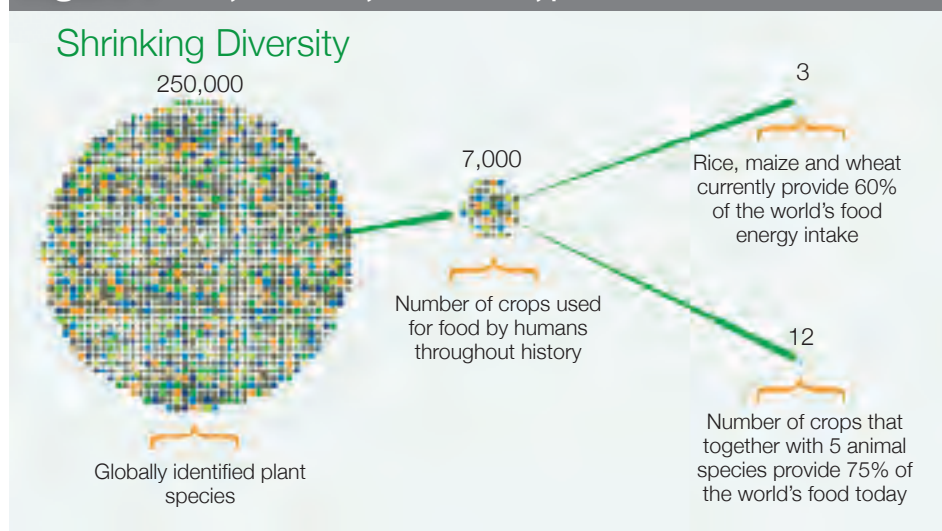 Shrinking Diversity
250,000
Globally identified plant
species
7,000
Number of crops used
for food by humans
throughout history
3
Rice, maize and wheat
currently provide 60%
of the world's food
energy intake
12
Number of crops that
together with 5 animal
species provide 75% of
the world's food today